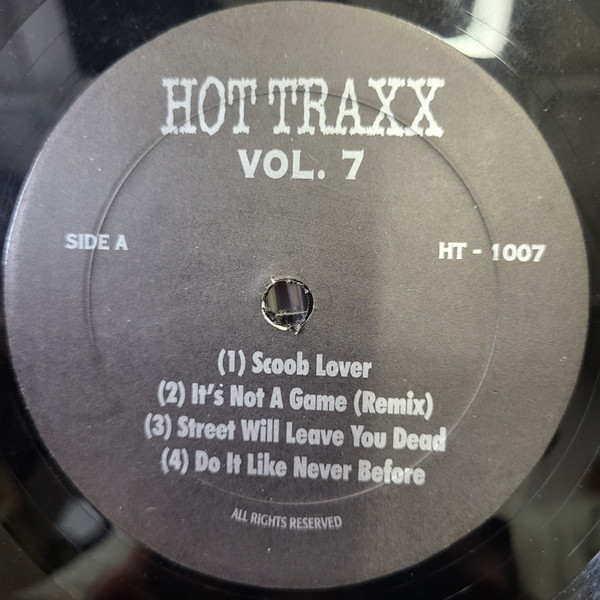 HOT TRAXX
VOL. 7
SIDE A
HT - 1007
(1) Scoob Lover
(2) It's Not A Game (Remix)
(3) Street Will Leave You Dead
(4) Do It Like Never Before
ALL RIGHTS RESERVED